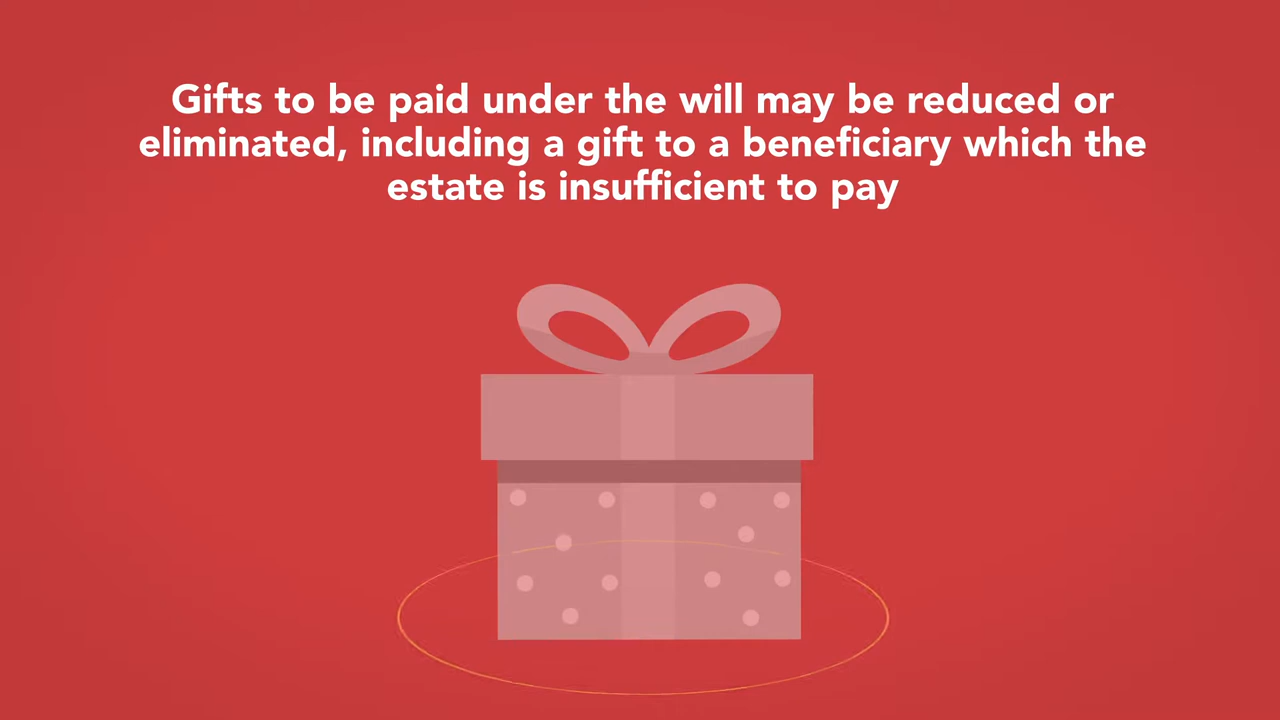 Gifts to be paid under the will may be reduced or
eliminated, including a gift to a beneficiary which the
estate is insufficient to pay